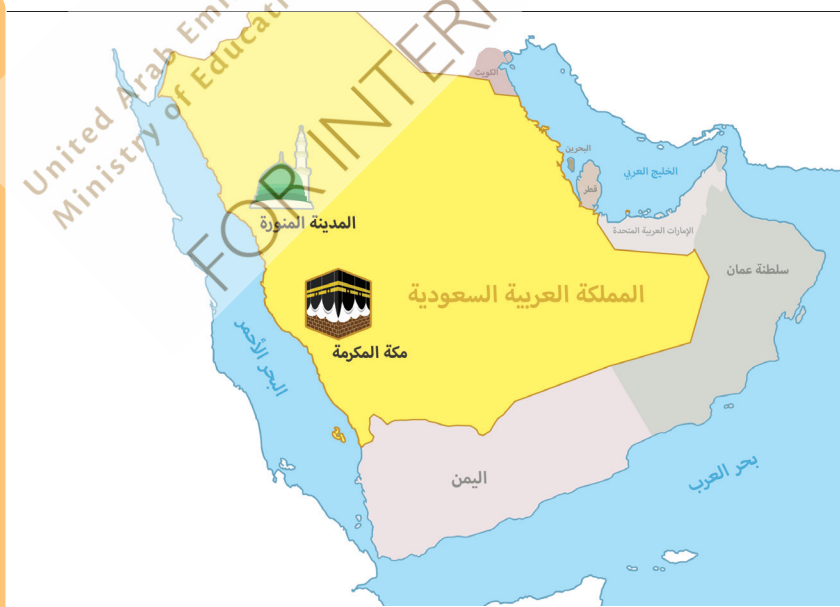 United Arab Emi
Ministry of Educati
FOR INTER
الكويت
البحرين
قطر
الخليج العربي
المدينة المنورة
الإمارات العربية المتحدة
سلطنة عمان
المملكة العربية السعودية
مكة المكرمة
البحر الأحمر
بحر العرب
اليمن